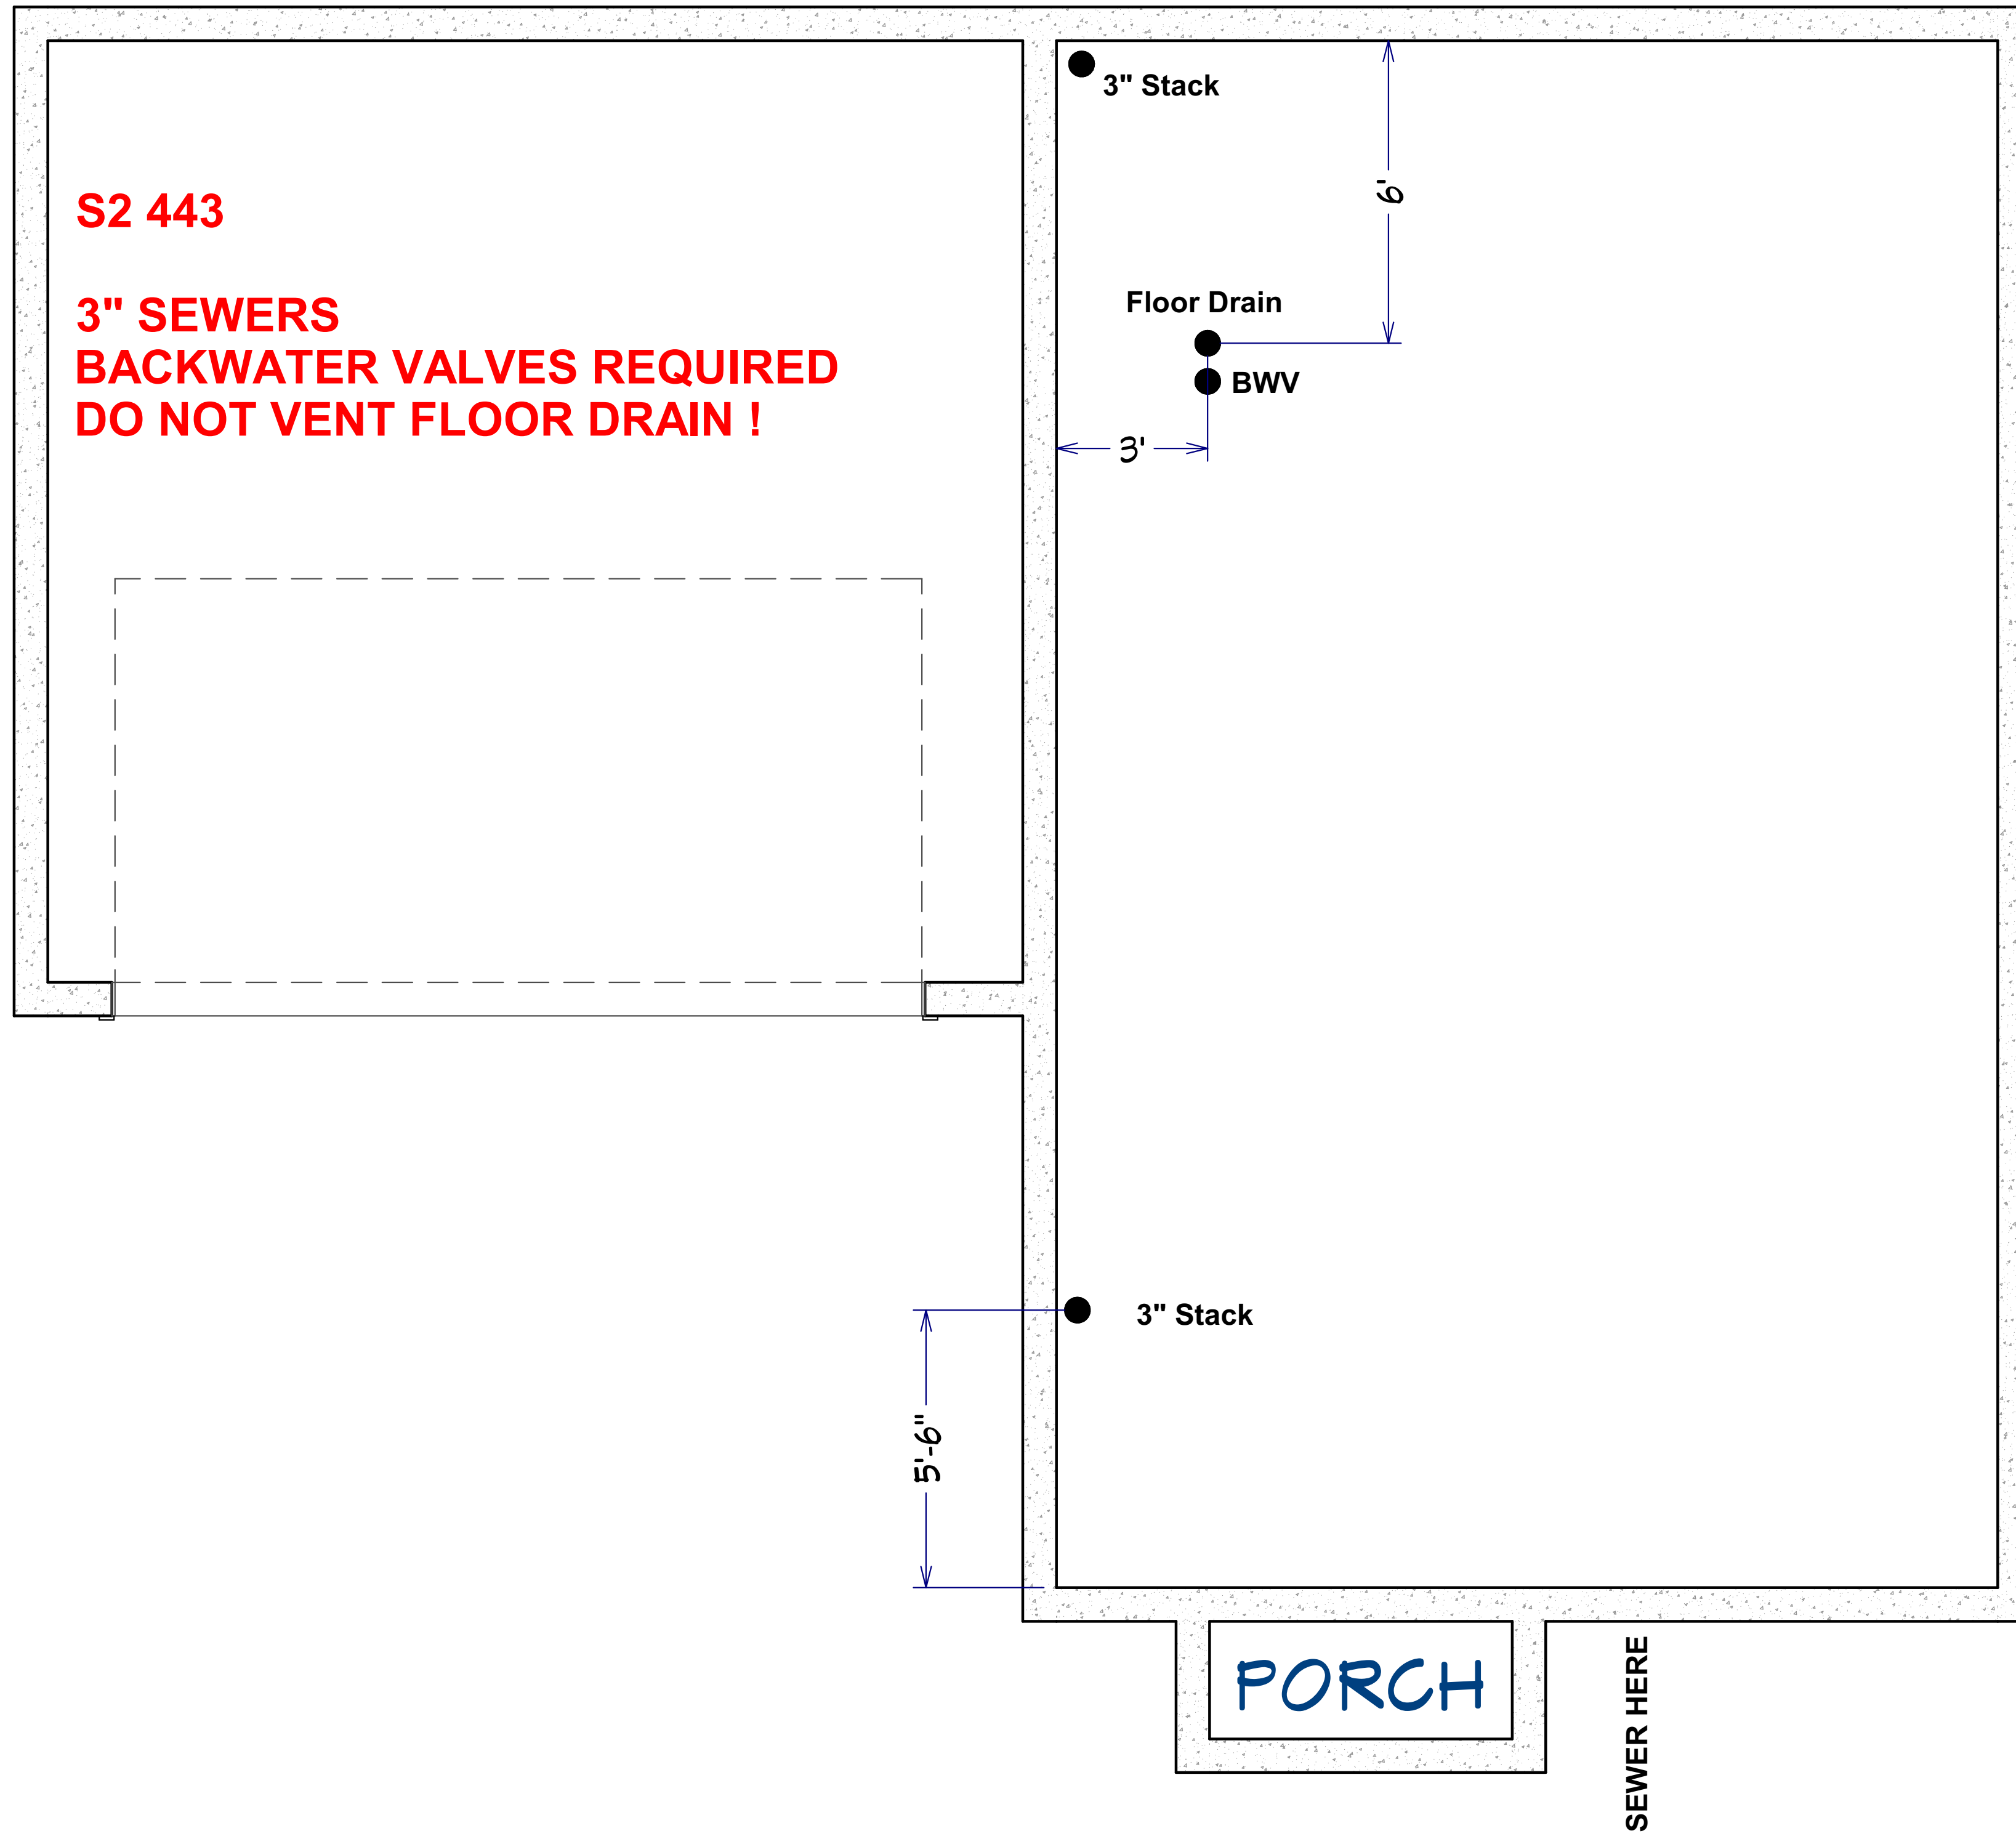 3" Stack
6'
S2 443
3" SEWERS
BACKWATER VALVES REQUIRED
DO NOT VENT FLOOR DRAIN !
Floor Drain
BWV
3'
3" Stack
5'-6"
PORCH
SEWER HERE